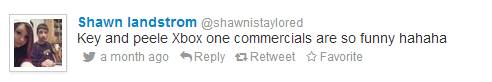 Shawn landstrom @shawnistaylored
Key and peele Xbox one commercials are so funny hahaha
a month ago Reply Retweet Favorite